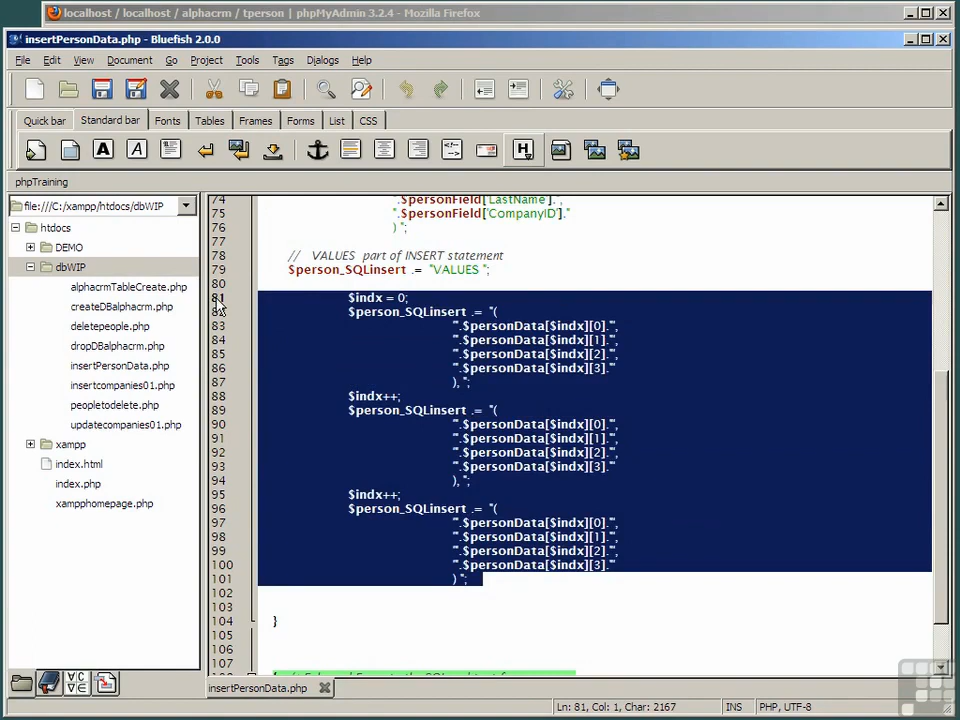 localhost / localhost / alphacrm / tperson | phpMyAdmin 3.2.4 - Mozilla Firefox
insertPersonData.php - Bluefish 2.0.0
File Edit View Document Go Project Tools Tags Dialogs Help
Quick bar Standard bar Fonts Tables Frames Forms List CSS
phpTraining
file:///C:/xampp/htdocs/dbWIP
htdocs
DEMO
dbWIP
alphacrmTableCreate.php
createDBalphacrm.php
deletepeople.php
dropDBalphacrm.php
insertPersonData.php
insertcompanies01.php
peopletodelete.php
updatecompanies01.php
xampp
index.html
index.php
xampphomepage.php
74 ".$personField['LastName'].",
75 ".$personField['CompanyID']."
76 ) ";
77
78 // VALUES part of INSERT statement
79 $person_SQLinsert .= "VALUES ";
80
81 $indx = 0;
82 $person_SQLinsert .= "(
83 '".$personData[$indx][0]."',
84 '".$personData[$indx][1]."',
85 '".$personData[$indx][2]."',
86 '".$personData[$indx][3]."'
87 ), ";
88 $indx++;
89 $person_SQLinsert .= "(
90 '".$personData[$indx][0]."',
91 '".$personData[$indx][1]."',
92 '".$personData[$indx][2]."',
93 '".$personData[$indx][3]."'
94 ), ";
95 $indx++;
96 $person_SQLinsert .= "(
97 '".$personData[$indx][0]."',
98 '".$personData[$indx][1]."',
99 '".$personData[$indx][2]."',
100 '".$personData[$indx][3]."'
101 ) ";
102
103
104 }
105
106
107
insertPersonData.php
Ln: 81, Col: 1, Char: 2167 INS PHP, UTF-8